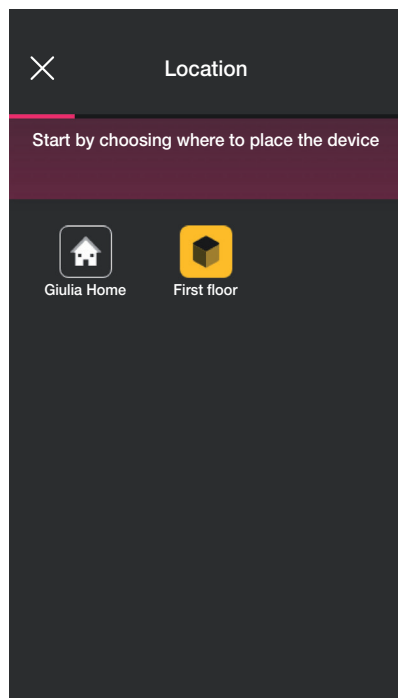 Location
Start by choosing where to place the device
Giulia Home
First floor